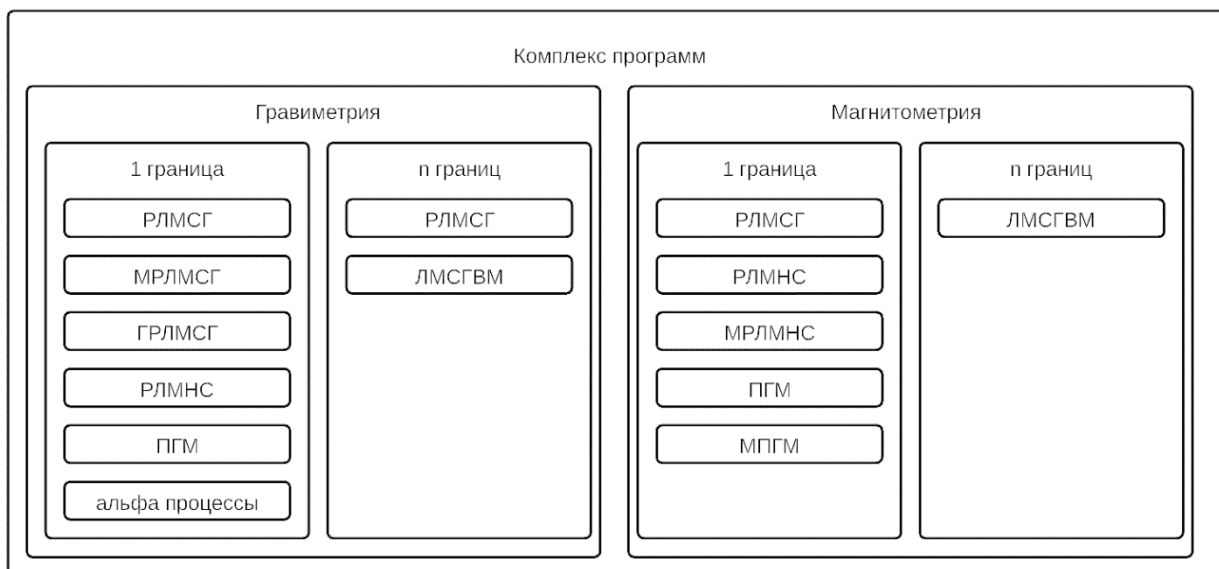 Комплекс программ
Гравиметрия
1 граница
РЛМСГ
МРЛМСГ
ГРЛМСГ
РЛМНС
ПГМ
альфа процессы
n границ
РЛМСГ
ЛМСГВМ
Магнитометрия
1 граница
РЛМСГ
РЛМНС
МРЛМНС
ПГМ
МПГМ
n границ
ЛМСГВМ